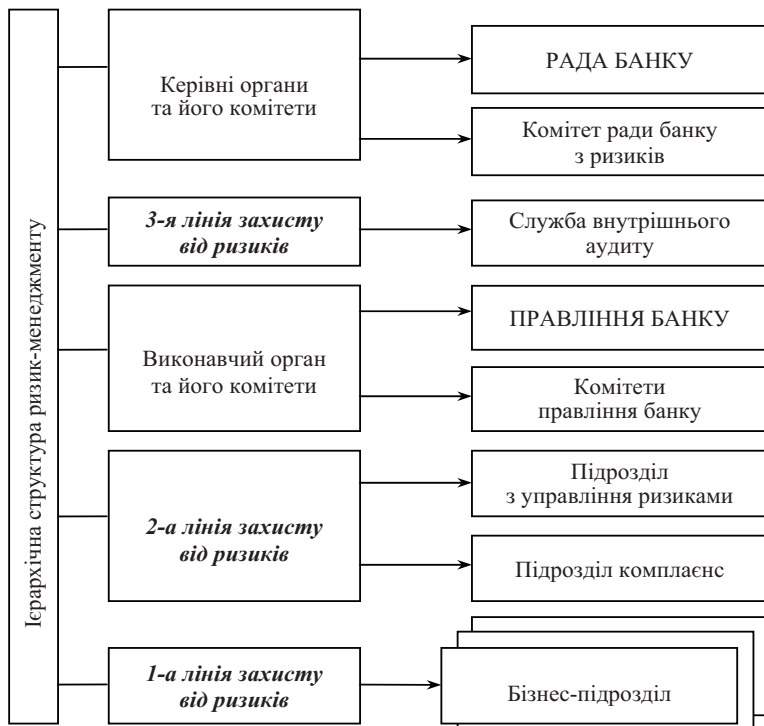 Ієрархічна структура ризик-менеджменту
Керівні органи
та його комітети
РАДА БАНКУ
Комітет ради банку
з ризиків
3-я лінія захисту
від ризиків
Служба внутрішнього
аудиту
Виконавчий орган
та його комітети
ПРАВЛІННЯ БАНКУ
Комітети
правління банку
2-а лінія захисту
від ризиків
Підрозділ
з управління ризиками
Підрозділ комплаєнс
1-а лінія захисту
від ризиків
Бізнес-підрозділ